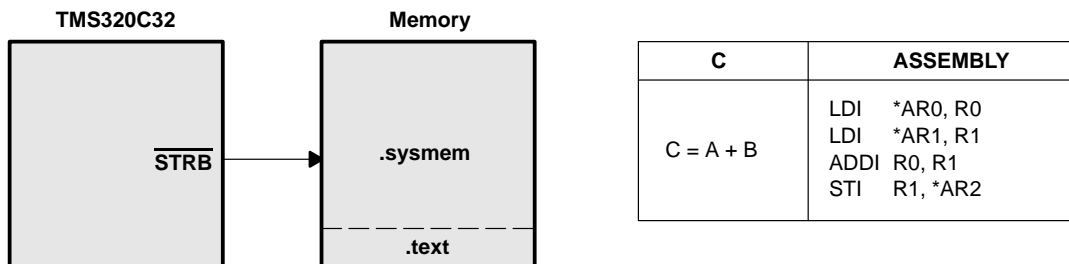 TMS320C32
Memory
STRB
.sysmem
.text
C ASSEMBLY
C = A + B
LDI *AR0, R0
LDI *AR1, R1
ADDI R0, R1
STI R1, *AR2